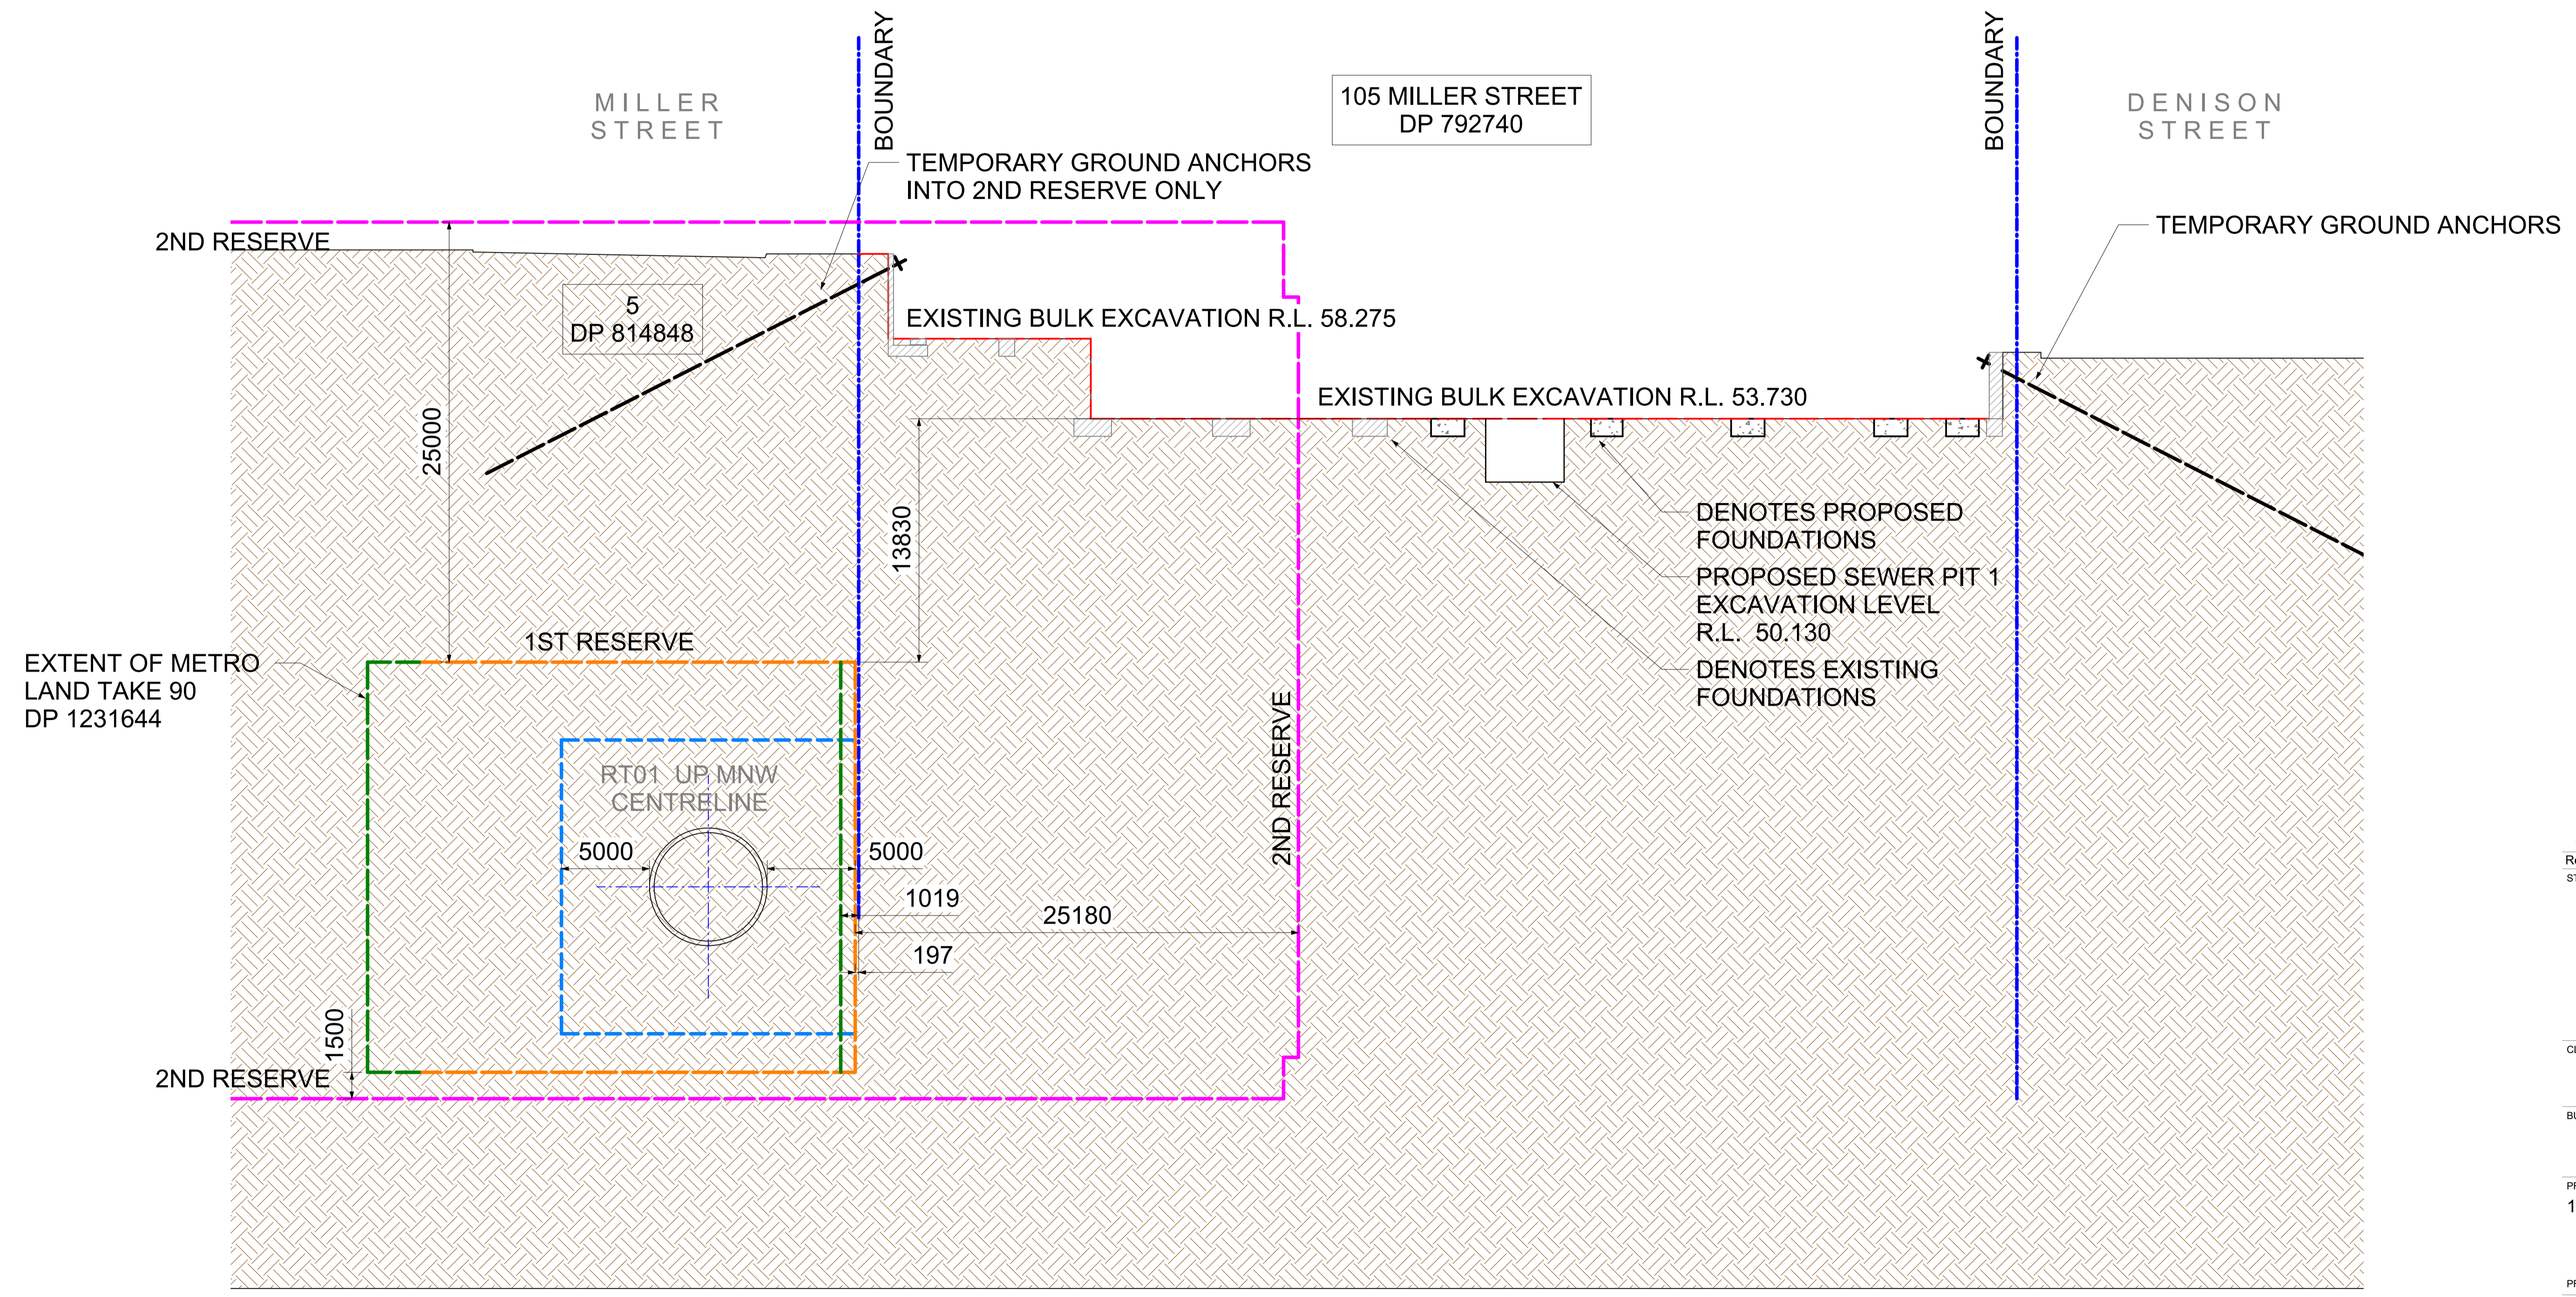 BOUNDARY
BOUNDARY
MILLER
STREET
105 MILLER STREET
DP 792740
DENISON
STREET
TEMPORARY GROUND ANCHORS
INTO 2ND RESERVE ONLY
TEMPORARY GROUND ANCHORS
2ND RESERVE
5
DP 814848
EXISTING BULK EXCAVATION R.L. 58.275
EXISTING BULK EXCAVATION R.L. 53.730
25000
13830
DENOTES PROPOSED
FOUNDATIONS
PROPOSED SEWER PIT 1
EXCAVATION LEVEL
R.L. 50.130
DENOTES EXISTING
FOUNDATIONS
1ST RESERVE
EXTENT OF METRO
LAND TAKE 90
DP 1231644
2ND RESERVE
RT01 UP MNW
CENTRELINE
5000
5000
1019
25180
197
1500
2ND RESERVE